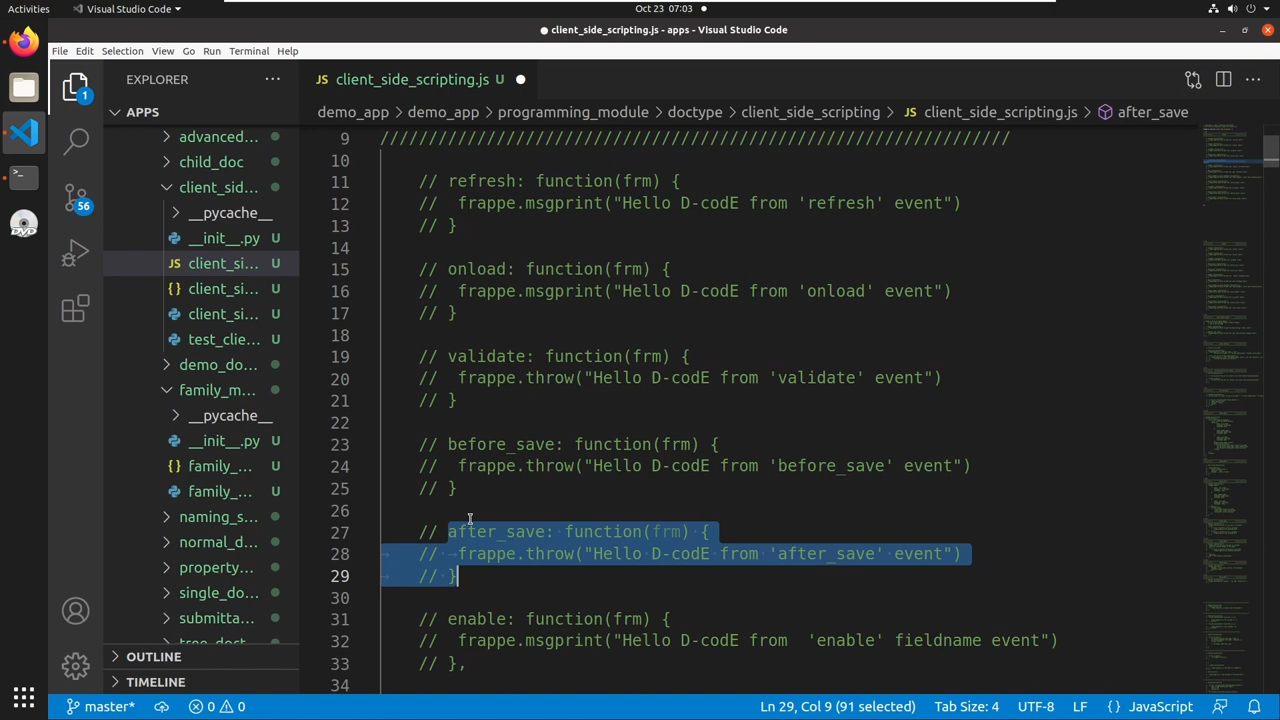 Activities
Visual Studio Code
Oct 23 07:03
client_side_scripting.js - apps - Visual Studio Code
File Edit Selection View Go Run Terminal Help
EXPLORER
client_side_scripting.js U
1
APPS
demo_app > demo_app > programming_module > doctype > client_side_scripting > JS client_side_scripting.js > after_save
advanced...
child_doc
client_sid...
__pycache__
__init__.py U
JS client_si... U
{} client_si... U
client_si... U
test_clie... U
demo_do...
family_m...
__pycache__
__init__.py U
{} family_... U
family_... U
naming_s...
normal_d...
property...
single_do...
submitta...
tree_doct...
OUTLINE
TIMELINE
56
9 //////////////////////////////////////////////////////////////////
10
11 // refresh: function(frm) {
12 // frappe.msgprint("Hello D-codE from 'refresh' event")
13 // }
14
15 // onload: function(frm) {
16 // frappe.msgprint("Hello D-codE from 'onload' event")
17 // }
18
19 // validate: function(frm) {
20 // frappe.throw("Hello D-codE from 'validate' event")
21 // }
22
23 // before_save: function(frm) {
24 // frappe.throw("Hello D-codE from 'before_save' event")
25 // }
26
27 // after_save: function(frm) {
28 // frappe.throw("Hello D-codE from 'after_save' event")
29 // }
30
31 // enable: function(frm) {
32 // frappe.msgprint("Hello D-codE from 'enable' fieldname event")
33 // },
34
master* 0 0 Ln 29, Col 9 (91 selected) Tab Size: 4 UTF-8 LF {} JavaScript